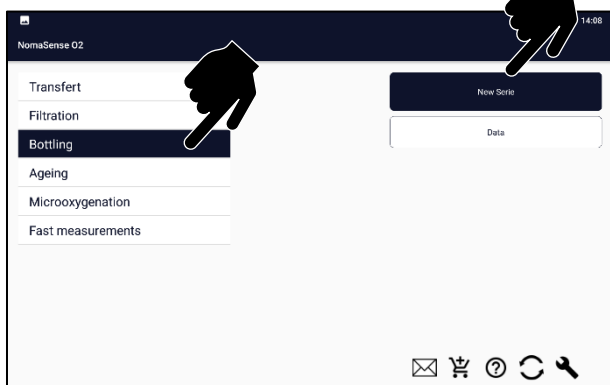 14:08
NomaSense O2
Transfert
Filtration
Bottling
Ageing
Microoxygenation
Fast measurements
New Serie
Data